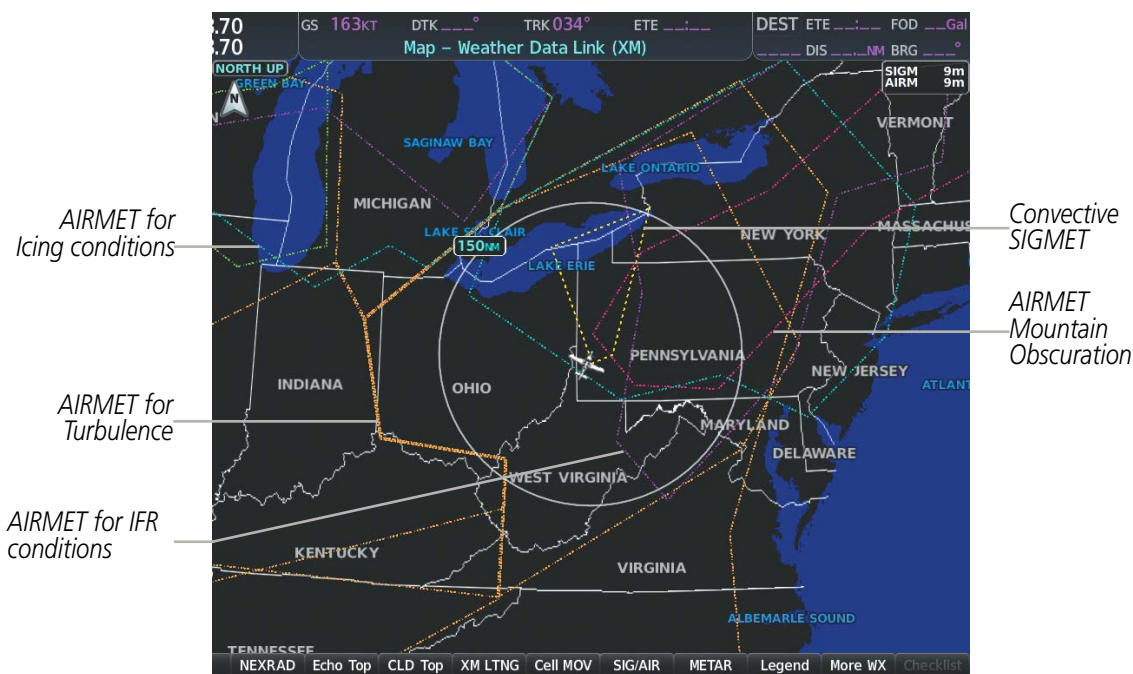 .70
.70
GS 163KT DTK ___° TRK 034° ETE __:__
Map – Weather Data Link (XM)
DEST ETE __:__ FOD __Gal
____ DIS __._NM BRG ___°
NORTH UP
N
SIGM 9m
AIRM 9m
GREEN BAY
N
VERMONT
SAGINAW BAY
LAKE ONTARIO
MICHIGAN
AIRMET for
Icing conditions
Convective
SIGMET
LAKE ST CLAIR
150NM
NEW YORK
MASSACHUS
LAKE ERIE
AIRMET
Mountain
Obscuration
PENNSYLVANIA
NEW JERSEY
INDIANA
OHIO
ATLANT
AIRMET for
Turbulence
MARYLAND
DELAWARE
WEST VIRGINIA
AIRMET for IFR
conditions
KENTUCKY
VIRGINIA
ALBEMARLE SOUND
TENNESSEE
NEXRAD Echo Top CLD Top XM LTNG Cell MOV SIG/AIR METAR Legend More WX Checklist